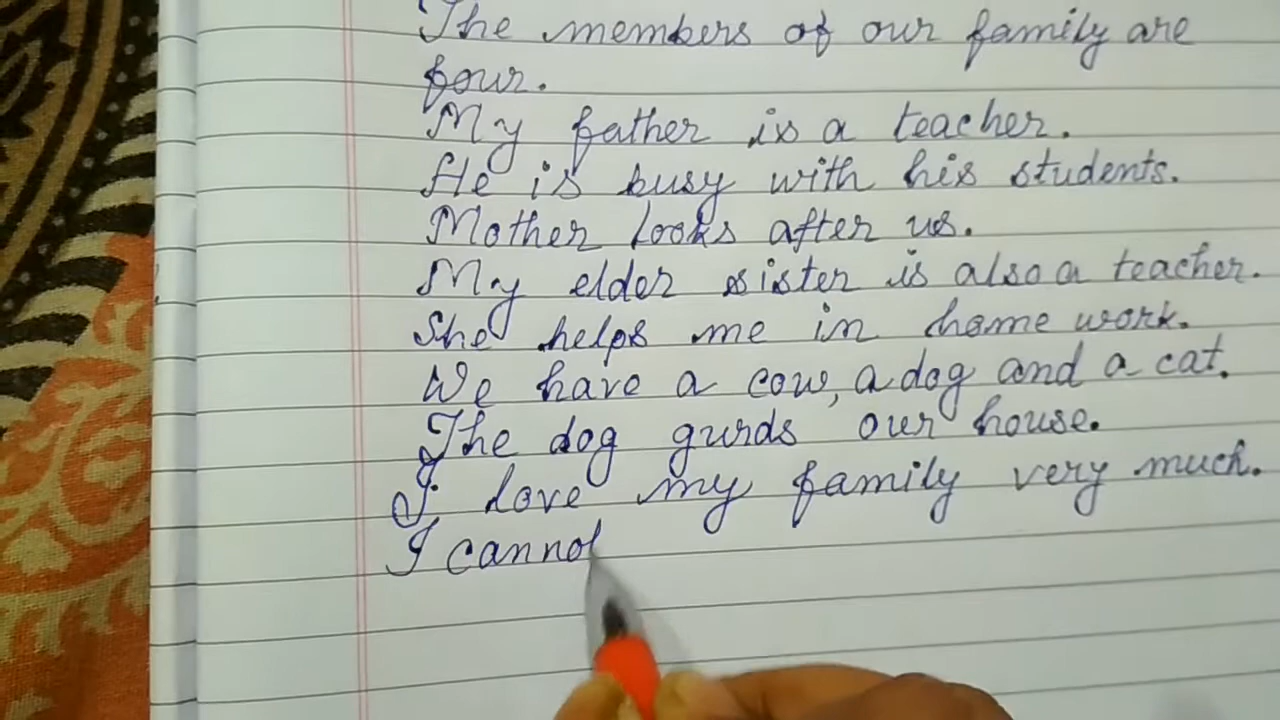 The members of our family are
four.
My father is a teacher.
He is busy with his students.
Mother looks after us.
My elder sister is also a teacher.
She helps me in home work.
We have a cow, a dog and a cat.
The dog gurds our house.
I love my family very much.
I cannot